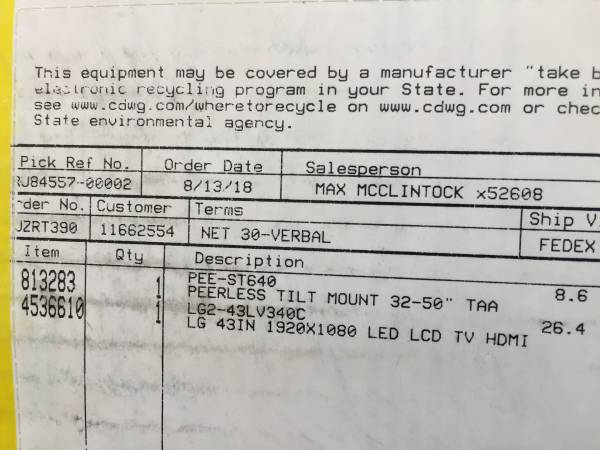 This equipment may be covered by a manufacturer "take b
electronic recycling program in your State. For more in
see www.cdwg.com/wheretorecycle on www.cdwg.com or chec
State environmental agency.
Pick Ref No. Order Date Salesperson
RJ84557-00002 8/13/18 MAX MCCLINTOCK x52608
der No. Customer Terms Ship V
JZRT390 11662554 NET 30-VERBAL FEDEX
Item Qty Description
813283 1 PEE-ST640 8.6
PEERLESS TILT MOUNT 32-50" TAA
4536610 1 LG2-43LV340C 26.4
LG 43IN 1920X1080 LED LCD TV HDMI